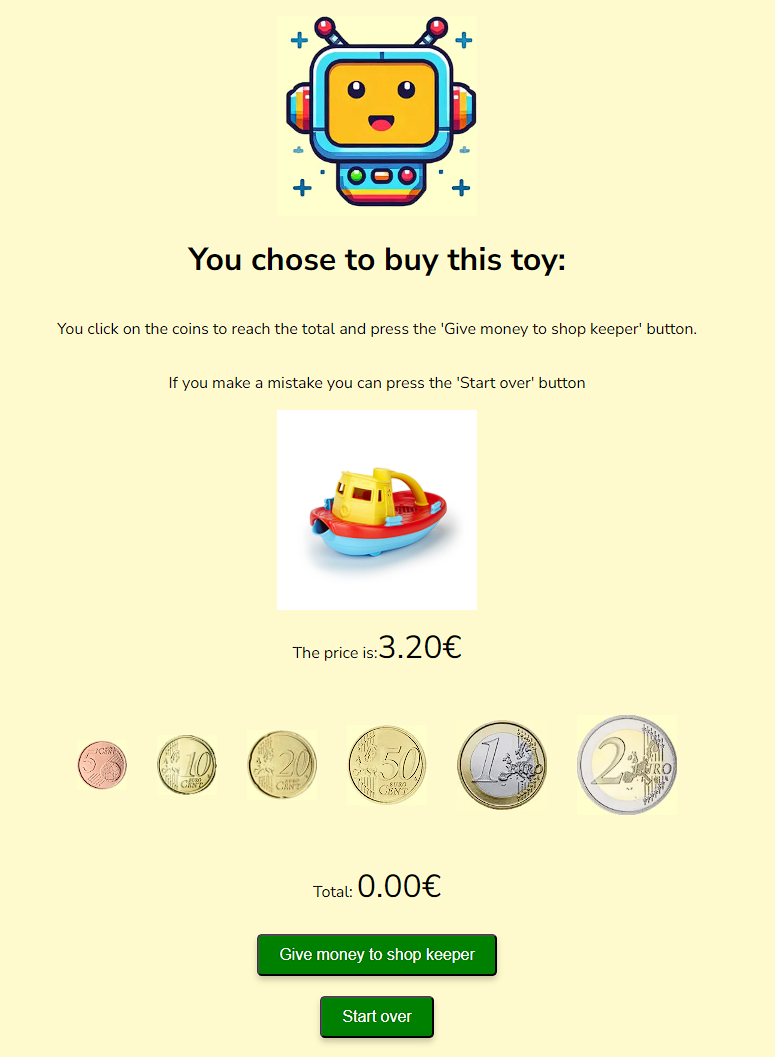 You chose to buy this toy:
You click on the coins to reach the total and press the 'Give money to shop keeper' button.
If you make a mistake you can press the 'Start over' button
The price is:3.20€
5 CENT
10 EURO CENT
20 EURO CENT
50 EURO CENT
1 EURO
2 EURO
Total: 0.00€
Give money to shop keeper
Start over